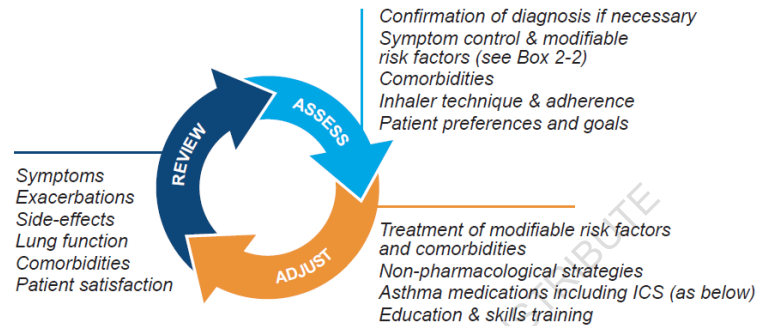 Confirmation of diagnosis if necessary
Symptom control & modifiable
risk factors (see Box 2-2)
Comorbidities
Inhaler technique & adherence
Patient preferences and goals
ASSESS
REVIEW
ADJUST
Symptoms
Exacerbations
Side-effects
Lung function
Comorbidities
Patient satisfaction
Treatment of modifiable risk factors
and comorbidities
Non-pharmacological strategies
Asthma medications including ICS (as below)
Education & skills training